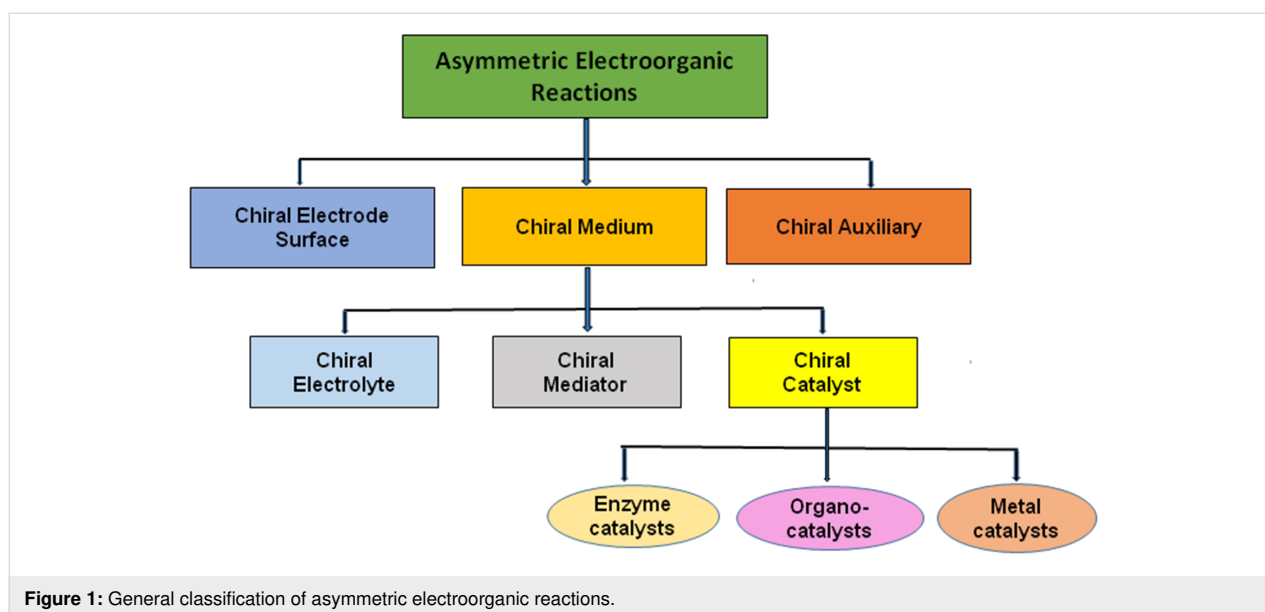 Asymmetric Electroorganic
Reactions
Chiral Electrode
Surface
Chiral Medium
Chiral Auxiliary
Chiral
Electrolyte
Chiral
Mediator
Chiral
Catalyst
Enzyme
catalysts
Organo-
catalysts
Metal
catalysts
Figure 1: General classification of asymmetric electroorganic reactions.